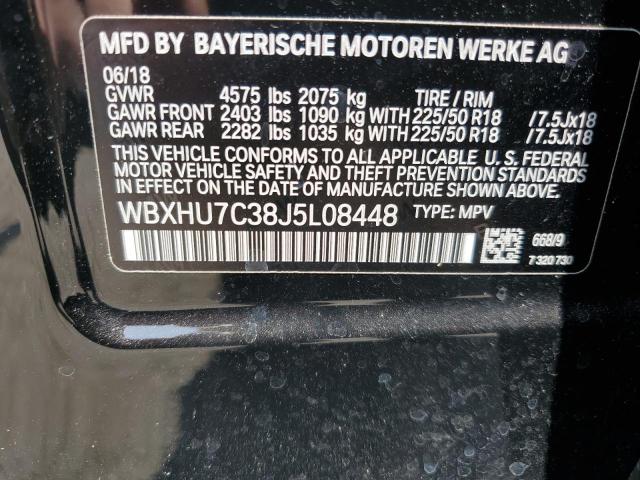 MFD BY BAYERISCHE MOTOREN WERKE AG
06/18
GVWR 4575 lbs 2075 kg TIRE / RIM
GAWR FRONT 2403 lbs 1090 kg WITH 225/50 R18 /7.5Jx18
GAWR REAR 2282 lbs 1035 kg WITH 225/50 R18 /7.5Jx18
THIS VEHICLE CONFORMS TO ALL APPLICABLE U. S. FEDERAL
MOTOR VEHICLE SAFETY, BUMPER, AND THEFT PREVENTION
STANDARDS IN EFFECT ON THE DATE OF MANUFACTURE SHOWN ABOVE.
WBXHU7C38J5L08448 TYPE: MPV
668/9
7 320 730